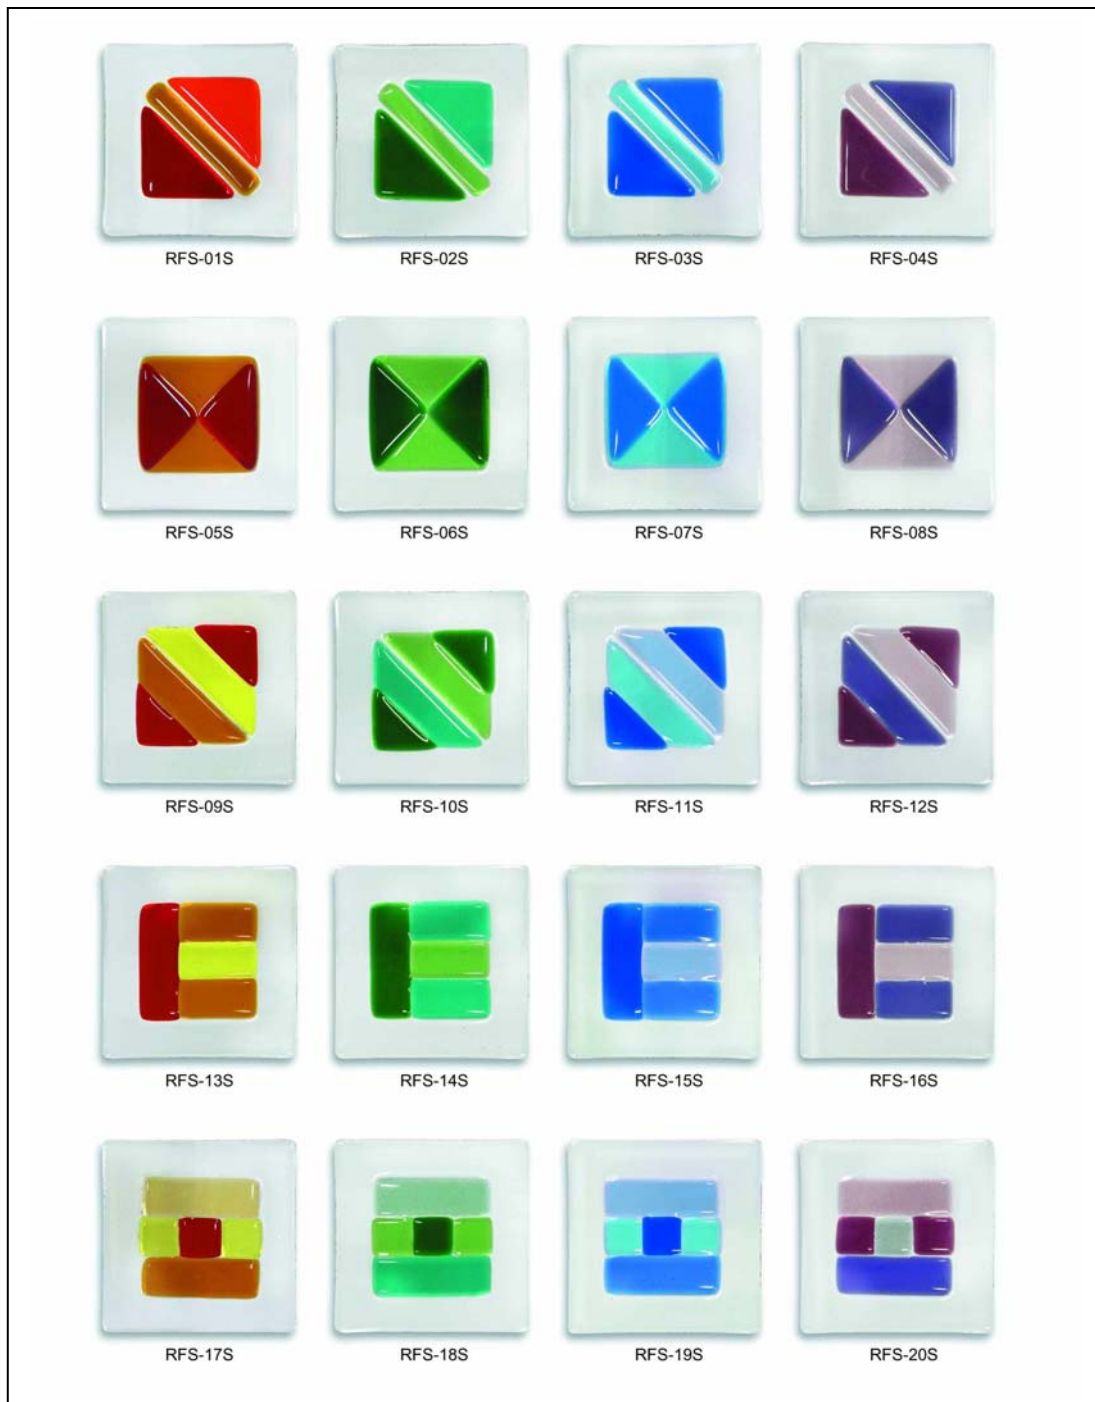 RFS-01S RFS-02S RFS-03S RFS-04S
RFS-05S RFS-06S RFS-07S RFS-08S
RFS-09S RFS-10S RFS-11S RFS-12S
RFS-13S RFS-14S RFS-15S RFS-16S
RFS-17S RFS-18S RFS-19S RFS-20S